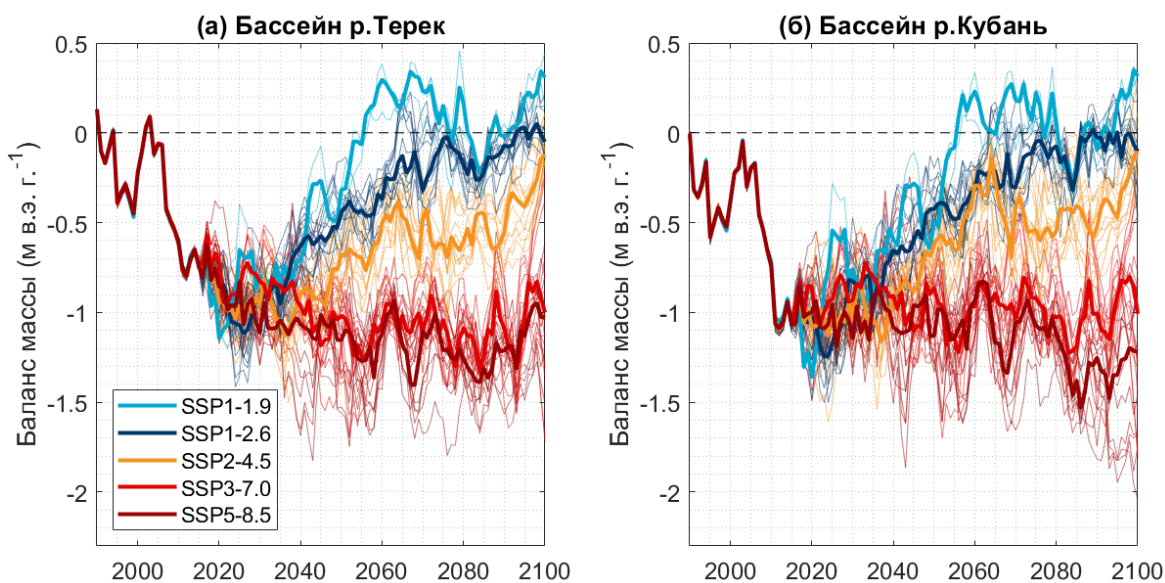 (а) Бассейн р.Терек
(б) Бассейн р.Кубань
Баланс массы (м в.э. г.⁻¹)
0.5
0
-0.5
-1
-1.5
-2
2000 2020 2040 2060 2080 2100
SSP1-1.9
SSP1-2.6
SSP2-4.5
SSP3-7.0
SSP5-8.5
Баланс массы (м в.э. г.⁻¹)
0.5
0
-0.5
-1
-1.5
-2
2000 2020 2040 2060 2080 2100